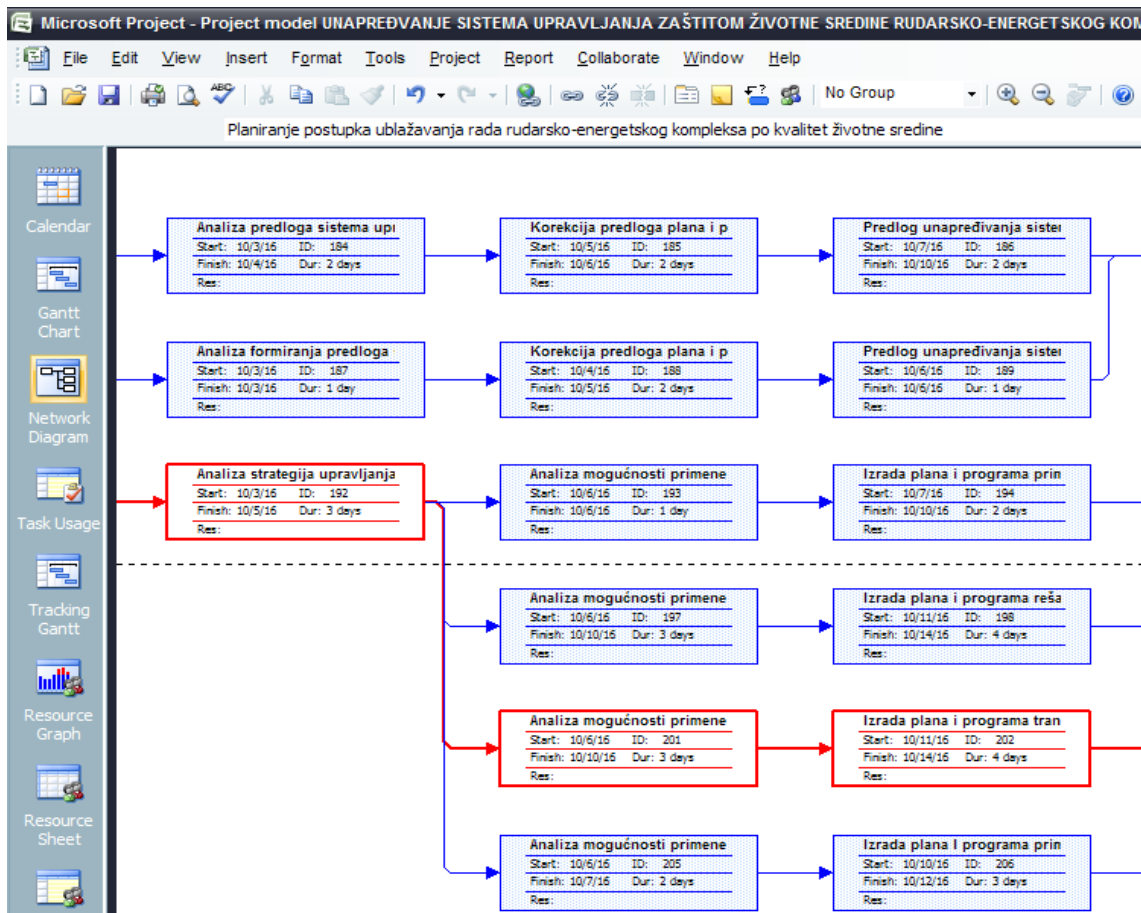 Microsoft Project - Project model UNAPREĐVANJE SISTEMA UPRAVLJANJA ZAŠTITOM ŽIVOTNE SREDINE RUDARSKO-ENERGETSKOG KOM
File Edit View Insert Format Tools Project Report Collaborate Window Help
ABC No Group
Planiranje postupka ublažavanja rada rudarsko-energetskog kompleksa po kvalitet životne sredine
Calendar
Gantt
Chart
Network
Diagram
Task Usage
Tracking
Gantt
Resource
Graph
Resource
Sheet
Analiza predloga sistema upr
Start: 10/3/16 ID: 184
Finish: 10/4/16 Dur: 2 days
Res:
Korekcija predloga plana i p
Start: 10/5/16 ID: 185
Finish: 10/6/16 Dur: 2 days
Res:
Predlog unapređivanja sister
Start: 10/7/16 ID: 186
Finish: 10/10/16 Dur: 2 days
Res:
Analiza formiranja predloga
Start: 10/3/16 ID: 187
Finish: 10/3/16 Dur: 1 day
Res:
Korekcija predloga plana i p
Start: 10/4/16 ID: 188
Finish: 10/5/16 Dur: 2 days
Res:
Predlog unapređivanja sister
Start: 10/6/16 ID: 189
Finish: 10/6/16 Dur: 1 day
Res:
Analiza strategija upravljanja
Start: 10/3/16 ID: 192
Finish: 10/5/16 Dur: 3 days
Res:
Analiza mogućnosti primene
Start: 10/6/16 ID: 193
Finish: 10/6/16 Dur: 1 day
Res:
Izrada plana i programa prin
Start: 10/7/16 ID: 194
Finish: 10/10/16 Dur: 2 days
Res:
Analiza mogućnosti primene
Start: 10/6/16 ID: 197
Finish: 10/10/16 Dur: 3 days
Res:
Izrada plana i programa reša
Start: 10/11/16 ID: 198
Finish: 10/14/16 Dur: 4 days
Res:
Analiza mogućnosti primene
Start: 10/6/16 ID: 201
Finish: 10/10/16 Dur: 3 days
Res:
Izrada plana i programa tran
Start: 10/11/16 ID: 202
Finish: 10/14/16 Dur: 4 days
Res:
Analiza mogućnosti primene
Start: 10/6/16 ID: 205
Finish: 10/7/16 Dur: 2 days
Res:
Izrada plana I programa prin
Start: 10/10/16 ID: 206
Finish: 10/12/16 Dur: 3 days
Res: